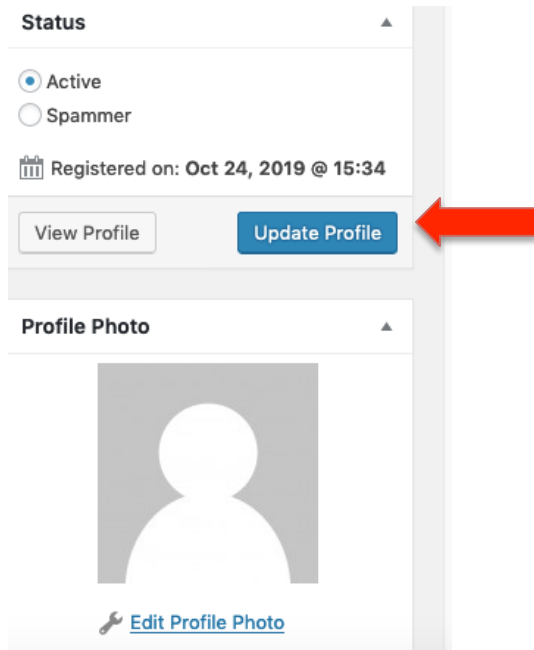 Status
Active
Spammer
Registered on: Oct 24, 2019 @ 15:34
View Profile Update Profile
Profile Photo
Edit Profile Photo